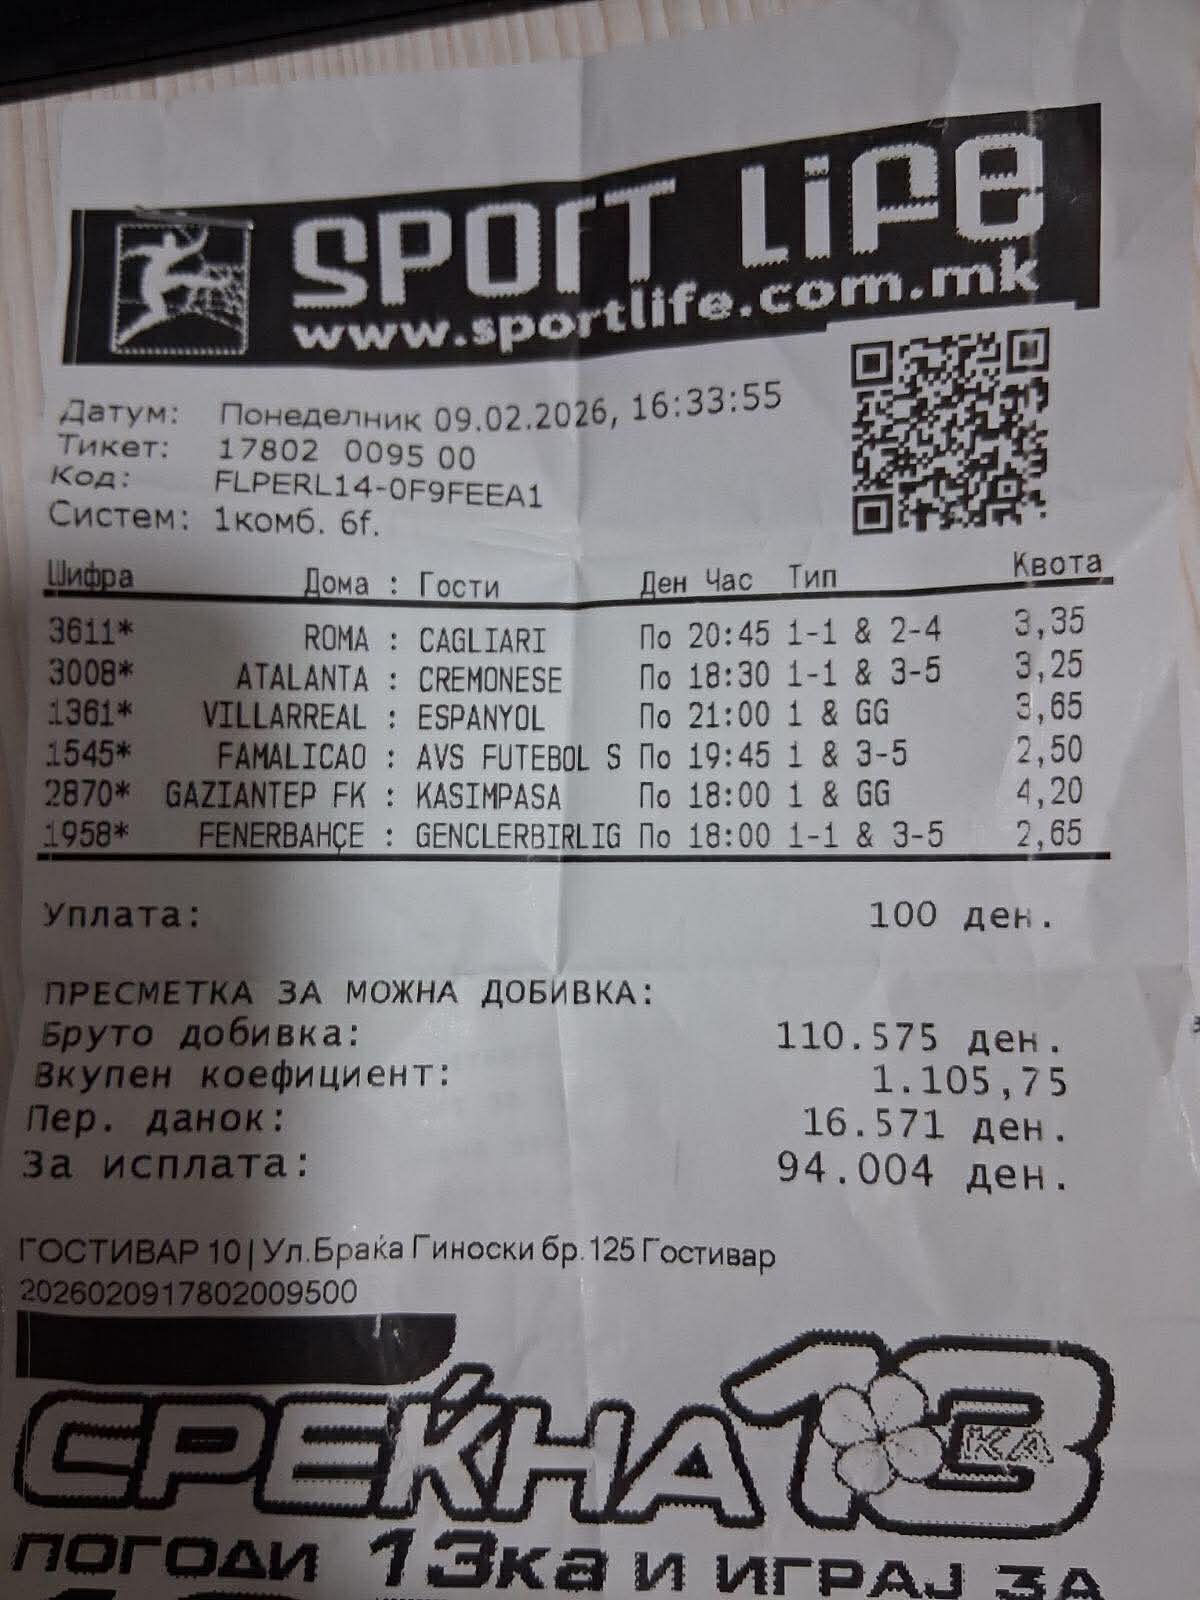 SPORT LIFE
www.sportlife.com.mk
Датум: Понеделник 09.02.2026, 16:33:55
Тикет: 17802 0095 00
Код: FLPERL14-0F9FEEA1
Систем: 1комб. 6f.
Шифра Дома : Гости Ден Час Тип Квота
3611* ROMA : CAGLIARI По 20:45 1-1 & 2-4 3,35
3008* ATALANTA : CREMONESE По 18:30 1-1 & 3-5 3,25
1361* VILLARREAL : ESPANYOL По 21:00 1 & GG 3,65
1545* FAMALICAO : AVS FUTEBOL S По 19:45 1 & 3-5 2,50
2870* GAZIANTEP FK : KASIMPASA По 18:00 1 & GG 4,20
1958* FENERBAHÇE : GENCLERBIRLIG По 18:00 1-1 & 3-5 2,65
Уплата: 100 ден.
ПРЕСМЕТКА ЗА МОЖНА ДОБИВКА:
Бруто добивка: 110.575 ден.
Вкупен коефициент: 1.105,75
Пер. данок: 16.571 ден.
За исплата: 94.004 ден.
ГОСТИВАР 10| Ул.Браќа Гиноски бр.125 Гостивар
2026020917802009500
СРЕЌНА 13КА
ПОГОДИ 13ка И ИГРАЈ ЗА